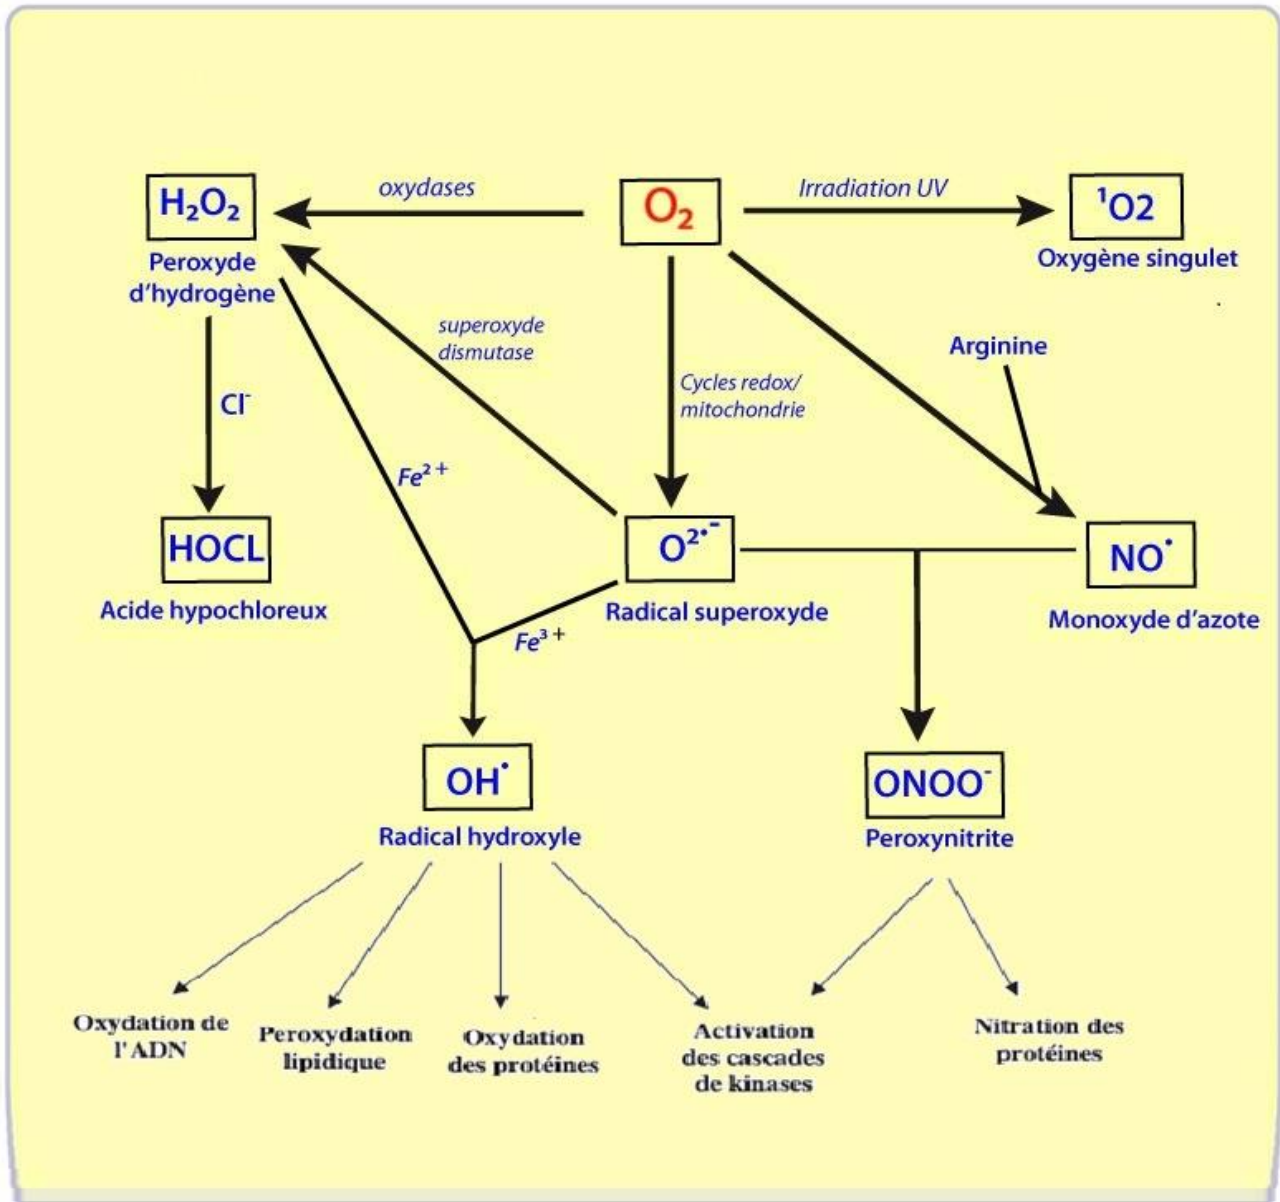 oxydases
Irradiation UV
H₂O₂
O₂
¹O2
Peroxyde
d'hydrogène
Oxygène singulet
superoxyde
dismutase
Arginine
Cycles redox/
mitochondrie
Cl⁻
Fe²⁺
HOCL
O²•⁻
NO•
Acide hypochloreux
Radical superoxyde
Monoxyde d'azote
Fe³⁺
OH•
ONOO⁻
Radical hydroxyle
Peroxynitrite
Oxydation de
l'ADN
Peroxydation
lipidique
Oxydation
des protéines
Activation
des cascades
de kinases
Nitration des
protéines